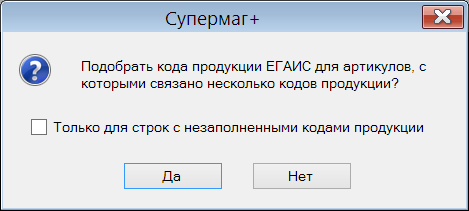 Супермаг+
Подобрать кода продукции ЕГАИС для артикулов, с
которыми связано несколько кодов продукции?
Только для строк с незаполненными кодами продукции
Да
Нет